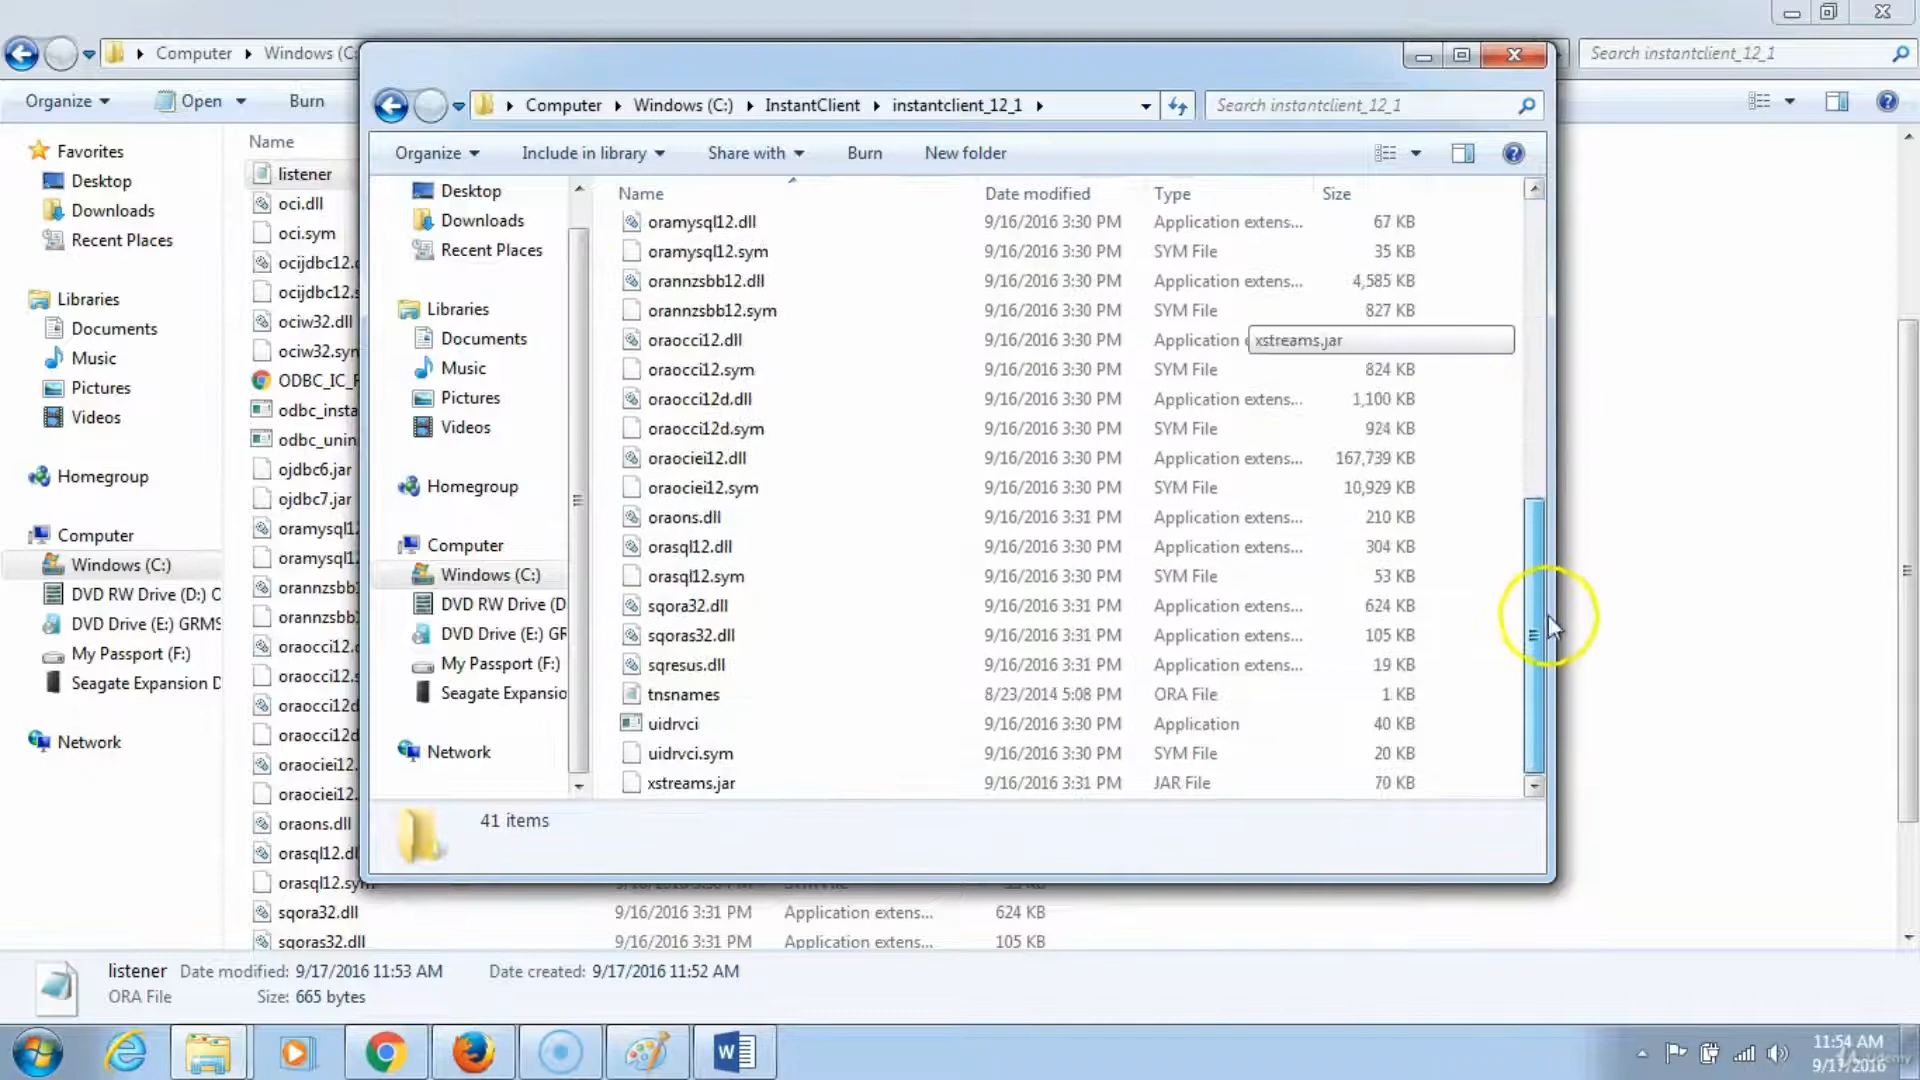 Computer
Windows (C:
Search instantclient_12_1
Organize
Open
Burn
Name
Favorites
Desktop
Downloads
Recent Places
Libraries
Documents
Music
Pictures
Videos
Homegroup
Computer
Windows (C:)
DVD RW Drive (D:) C
DVD Drive (E:) GRMS
My Passport (F:)
Seagate Expansion D
Network
listener
oci.dll
oci.sym
ocijdbc12.
ocijdbc12.s
ociw32.dll
ociw32.sym
ODBC_IC_
odbc_insta
odbc_unin
ojdbc6.jar
ojdbc7.jar
oramysql12
oramysql12
orannzsbb
orannzsbb
oraocci12.
oraocci12.s
oraocci12d
oraocci12d
oraociei12.
oraociei12.
oraons.dll
orasql12.dl
orasql12.sym
sqora32.dll 9/16/2016 3:31 PM Application extens... 624 KB
sqoras32.dll 9/16/2016 3:31 PM Application extens... 105 KB
Computer Windows (C:) InstantClient instantclient_12_1
Search instantclient_12_1
Organize Include in library Share with Burn New folder
Desktop
Downloads
Recent Places
Libraries
Documents
Music
Pictures
Videos
Homegroup
Computer
Windows (C:)
DVD RW Drive (D
DVD Drive (E:) GR
My Passport (F:)
Seagate Expansio
Network
Name Date modified Type Size
oramysql12.dll 9/16/2016 3:30 PM Application extens... 67 KB
oramysql12.sym 9/16/2016 3:30 PM SYM File 35 KB
orannzsbb12.dll 9/16/2016 3:30 PM Application extens... 4,585 KB
orannzsbb12.sym 9/16/2016 3:30 PM SYM File 827 KB
oraocci12.dll 9/16/2016 3:30 PM Application xstreams.jar
oraocci12.sym 9/16/2016 3:30 PM SYM File 824 KB
oraocci12d.dll 9/16/2016 3:30 PM Application extens... 1,100 KB
oraocci12d.sym 9/16/2016 3:30 PM SYM File 924 KB
oraociei12.dll 9/16/2016 3:30 PM Application extens... 167,739 KB
oraociei12.sym 9/16/2016 3:30 PM SYM File 10,929 KB
oraons.dll 9/16/2016 3:31 PM Application extens... 210 KB
orasql12.dll 9/16/2016 3:30 PM Application extens... 304 KB
orasql12.sym 9/16/2016 3:30 PM SYM File 53 KB
sqora32.dll 9/16/2016 3:31 PM Application extens... 624 KB
sqoras32.dll 9/16/2016 3:31 PM Application extens... 105 KB
sqresus.dll 9/16/2016 3:31 PM Application extens... 19 KB
tnsnames 8/23/2014 5:08 PM ORA File 1 KB
uidrvci 9/16/2016 3:30 PM Application 40 KB
uidrvci.sym 9/16/2016 3:30 PM SYM File 20 KB
xstreams.jar 9/16/2016 3:31 PM JAR File 70 KB
41 items
listener Date modified: 9/17/2016 11:53 AM Date created: 9/17/2016 11:52 AM
ORA File Size: 665 bytes
11:54 AM
9/17/2016